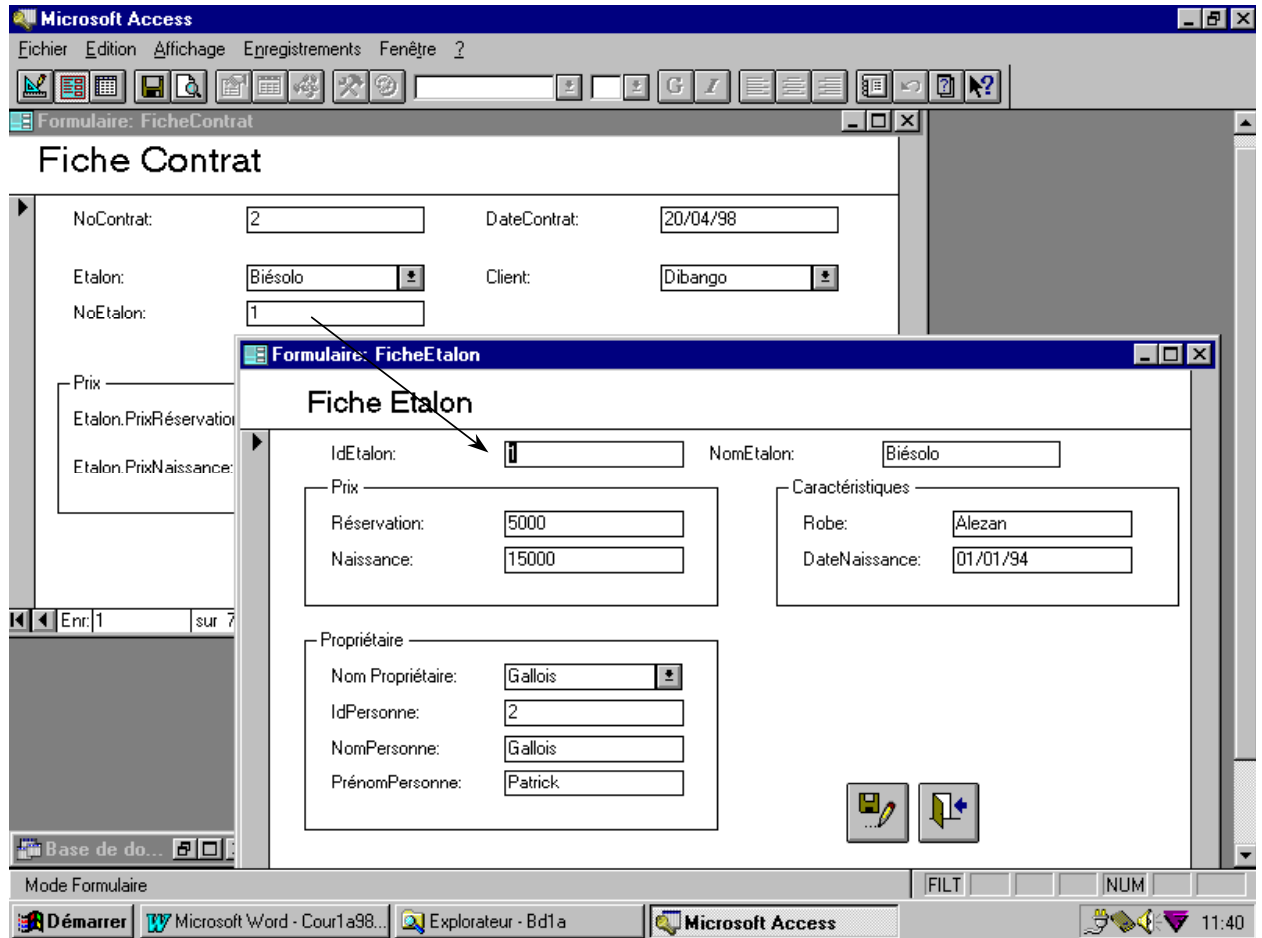 Microsoft Access
Fichier Edition Affichage Enregistrements Fenêtre ?
G I
Formulaire: FicheContrat
Fiche Contrat
NoContrat: 2 DateContrat: 20/04/98
Etalon: Biésolo Client: Dibango
NoEtalon: 1
Formulaire: FicheEtalon
Prix
Fiche Etalon
Etalon.PrixRéservation
Etalon.PrixNaissance:
IdEtalon: 1 NomEtalon: Biésolo
Prix Caractéristiques
Réservation: 5000 Robe: Alezan
Naissance: 15000 DateNaissance: 01/01/94
Enr: 1 sur 7
Propriétaire
Nom Propriétaire: Gallois
IdPersonne: 2
NomPersonne: Gallois
PrénomPersonne: Patrick
Base de do...
Mode Formulaire FILT NUM
Démarrer Microsoft Word - Cour1a98... Explorateur - Bd1a Microsoft Access 11:40